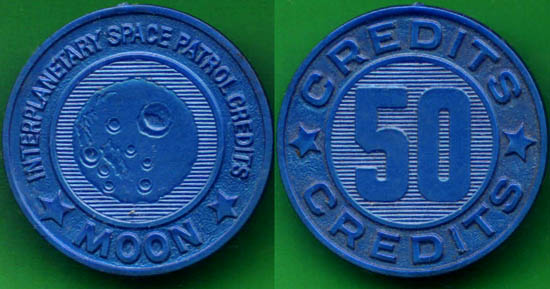 INTERPLANETARY SPACE PATROL CREDITS
MOON
CREDITS
50
CREDITS